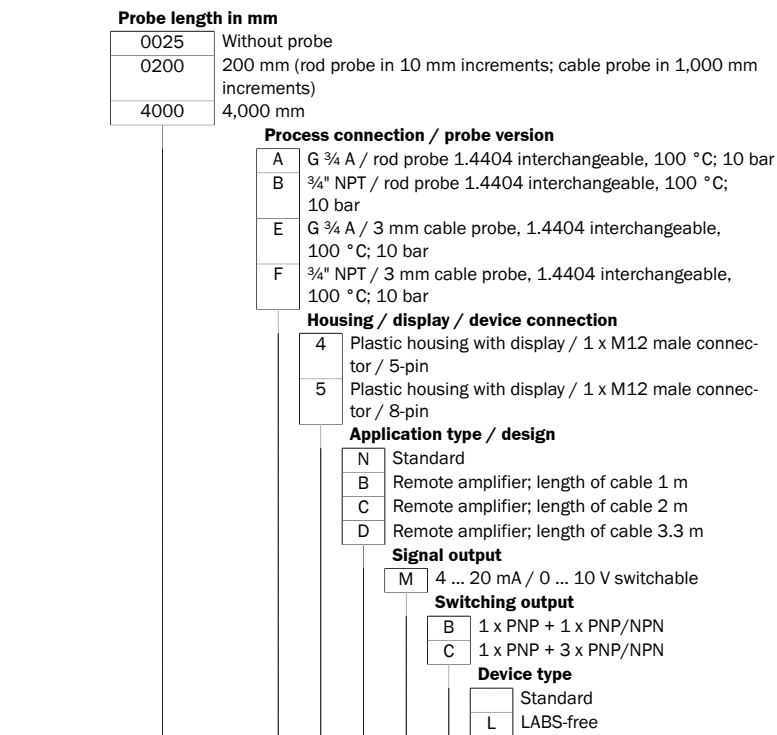 Probe length in mm
0025 Without probe
0200 200 mm (rod probe in 10 mm increments; cable probe in 1,000 mm
increments)
4000 4,000 mm
Process connection / probe version
A G ¾ A / rod probe 1.4404 interchangeable, 100 °C; 10 bar
B ¾" NPT / rod probe 1.4404 interchangeable, 100 °C;
10 bar
E G ¾ A / 3 mm cable probe, 1.4404 interchangeable,
100 °C; 10 bar
F ¾" NPT / 3 mm cable probe, 1.4404 interchangeable,
100 °C; 10 bar
Housing / display / device connection
4 Plastic housing with display / 1 x M12 male connec-
tor / 5-pin
5 Plastic housing with display / 1 x M12 male connec-
tor / 8-pin
Application type / design
N Standard
B Remote amplifier; length of cable 1 m
C Remote amplifier; length of cable 2 m
D Remote amplifier; length of cable 3.3 m
Signal output
M 4 ... 20 mA / 0 ... 10 V switchable
Switching output
B 1 x PNP + 1 x PNP/NPN
C 1 x PNP + 3 x PNP/NPN
Device type
Standard
L LABS-free